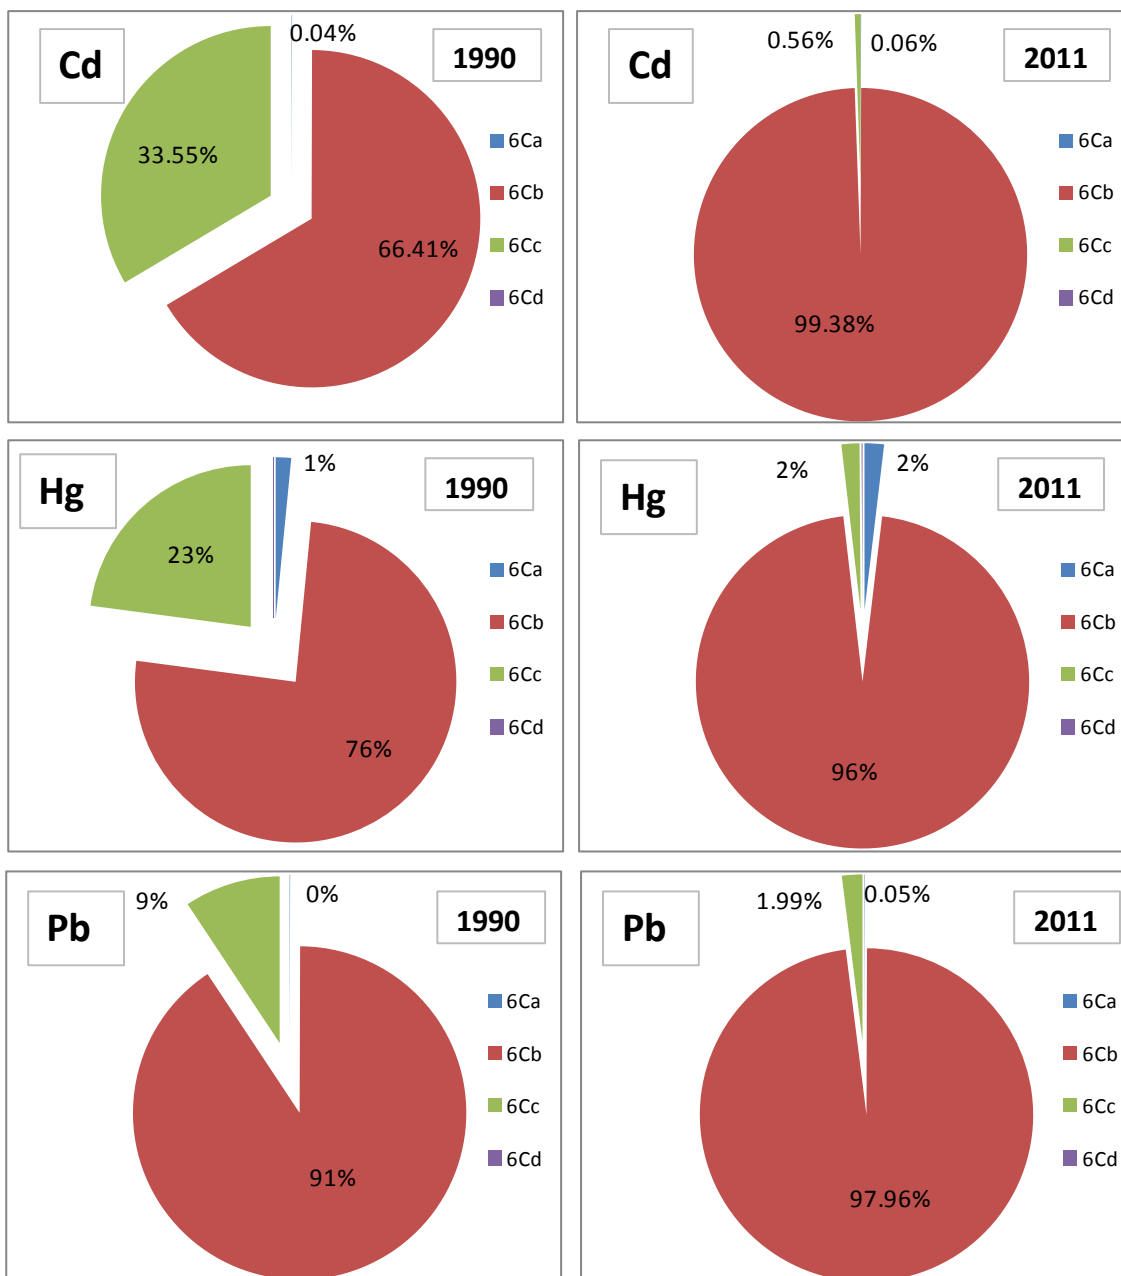 Cd
0.04%
1990
33.55%
66.41%
6Ca
6Cb
6Cc
6Cd
Cd
0.56%
0.06%
2011
99.38%
6Ca
6Cb
6Cc
6Cd
Hg
1%
1990
23%
76%
6Ca
6Cb
6Cc
6Cd
Hg
2%
2%
2011
96%
6Ca
6Cb
6Cc
6Cd
Pb
9%
0%
1990
91%
6Ca
6Cb
6Cc
6Cd
Pb
1.99%
0.05%
2011
97.96%
6Ca
6Cb
6Cc
6Cd